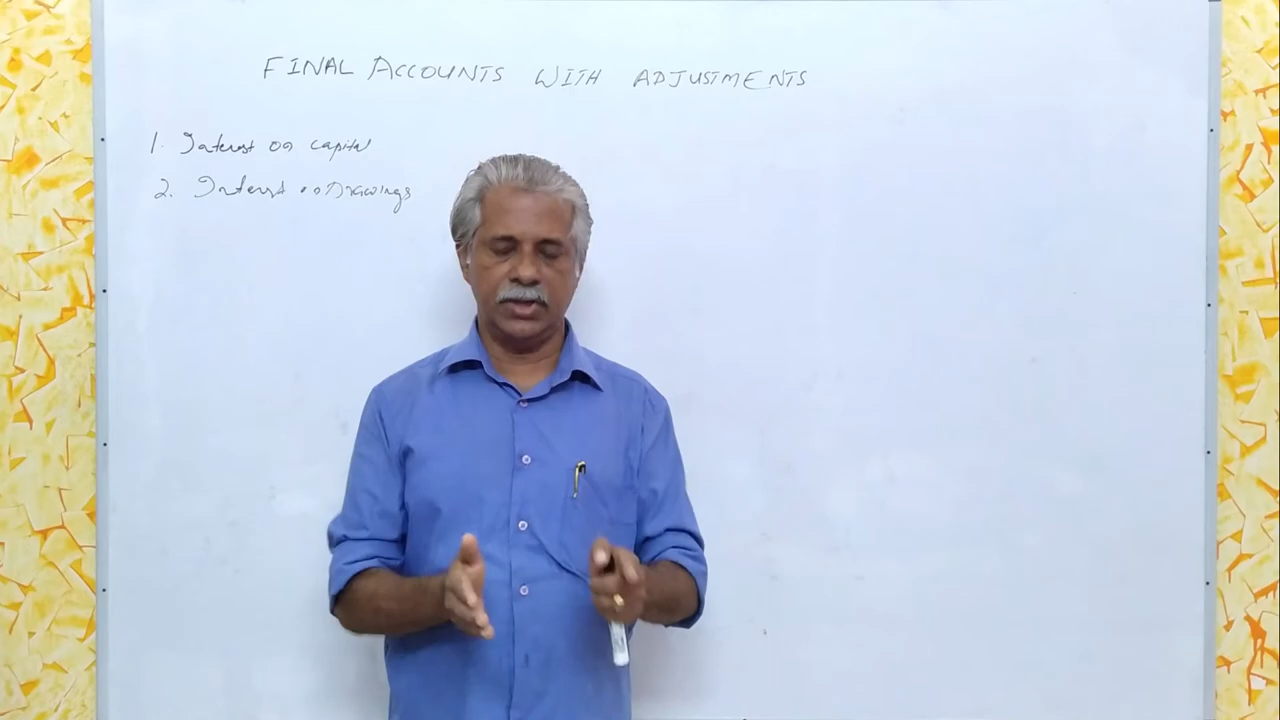 FINAL ACCOUNTS WITH ADJUSTMENTS
1. Interest on capital
2. Interest on Drawings